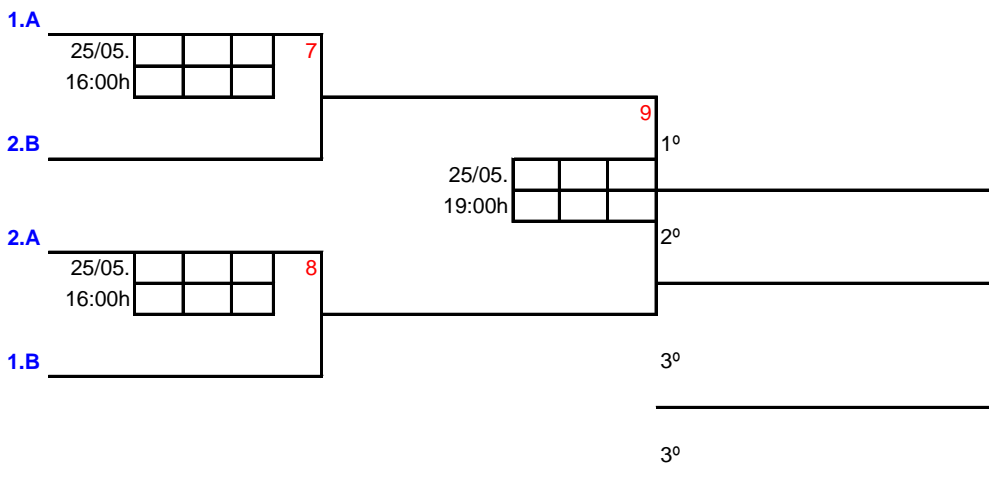 1.A
25/05.
7
16:00h
9
2.B
1º
25/05.
19:00h
2.A
2º
25/05.
8
16:00h
1.B
3º
3º